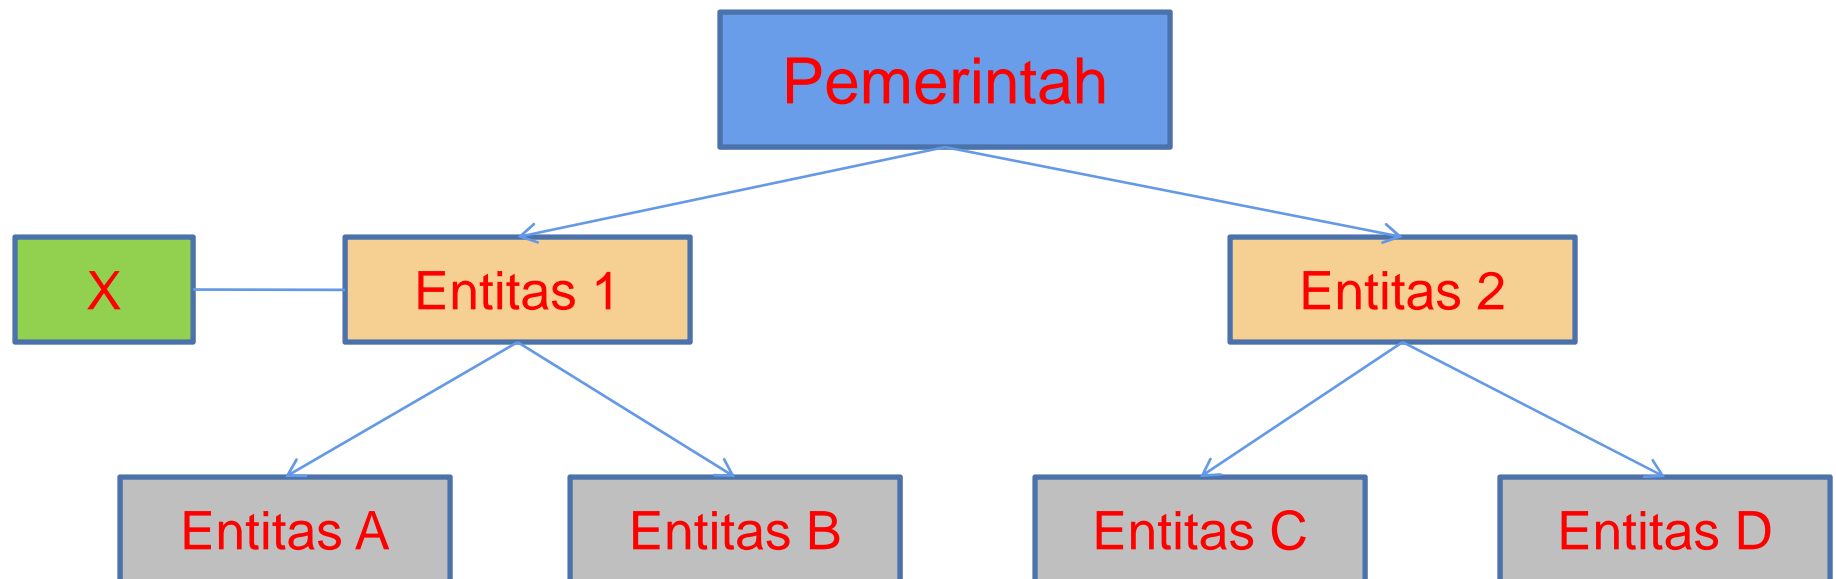 Pemerintah
X
Entitas 1
Entitas 2
Entitas A
Entitas B
Entitas C
Entitas D